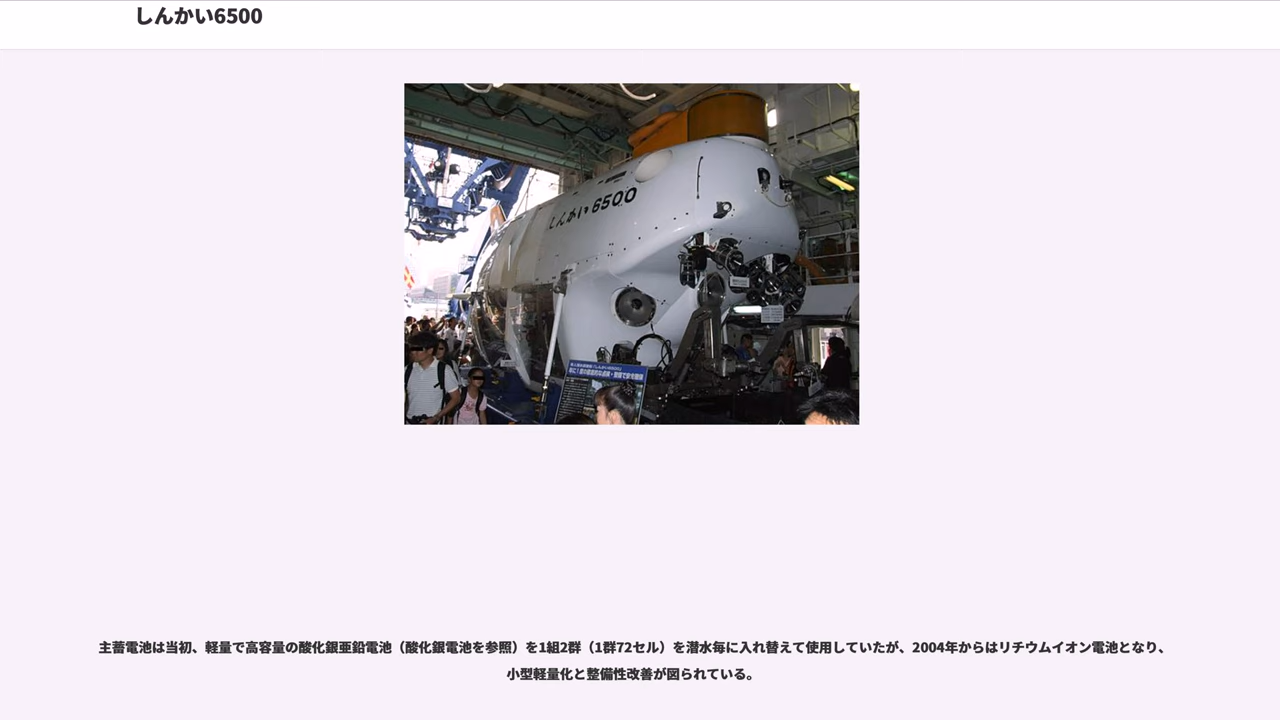 しんかい6500
しんかい6500
主蓄電池は当初、軽量で高容量の酸化銀亜鉛電池（酸化銀電池を参照）を1組2群（1群72セル）を潜水毎に入れ替えて使用していたが、2004年からはリチウムイオン電池となり、
小型軽量化と整備性改善が図られている。